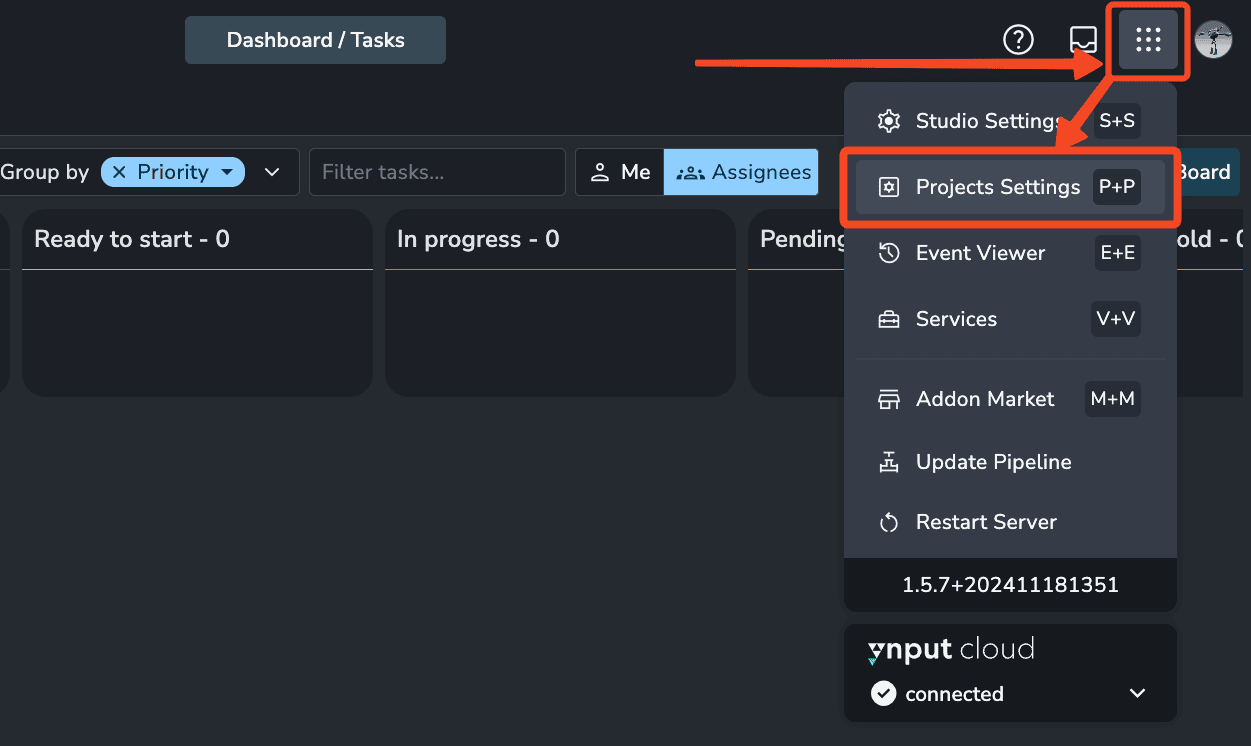 Dashboard / Tasks
Studio Settings S+S
Group by Priority Filter tasks... Me Assignees Board
Projects Settings P+P
Ready to start - 0 In progress - 0 Pending
Event Viewer E+E
Services V+V
Addon Market M+M
Update Pipeline
Restart Server
1.5.7+202411181351
ynput cloud
connected